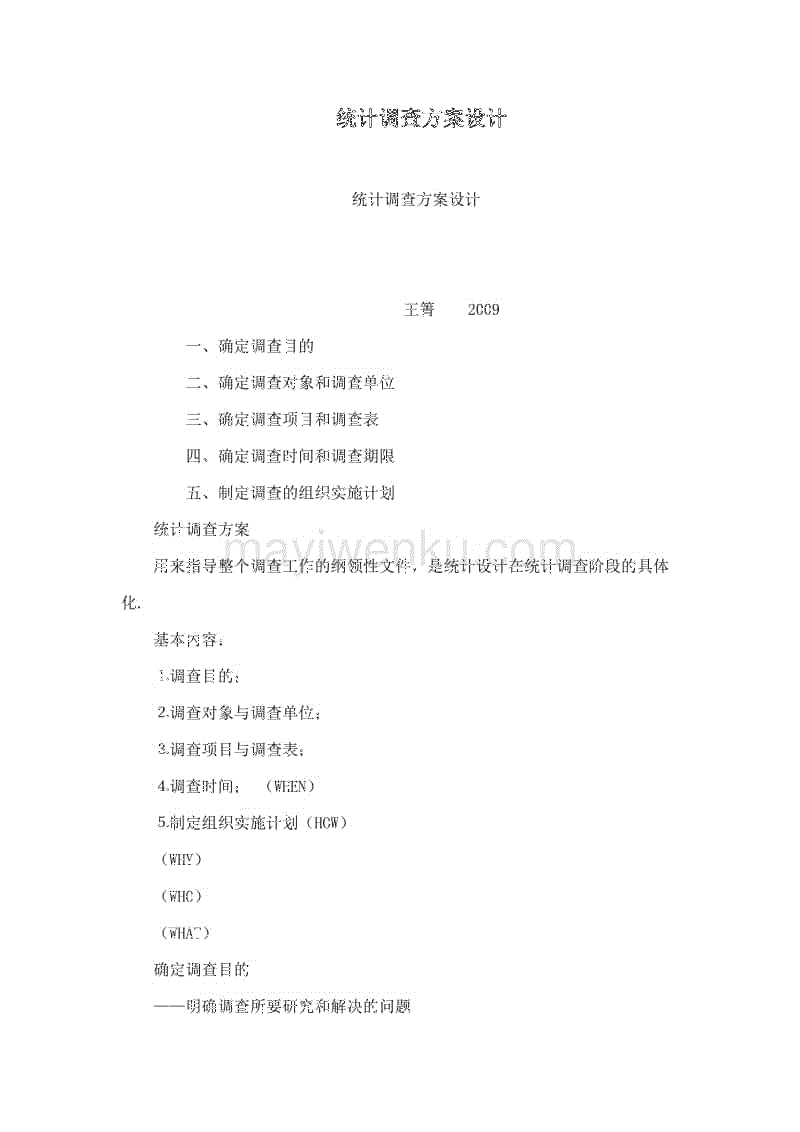 统计调查方案设计
统计调查方案设计
王箐 2009
一、确定调查目的
二、确定调查对象和调查单位
三、确定调查项目和调查表
四、确定调查时间和调查期限
五、制定调查的组织实施计划
统计调查方案
mayiwenku.com
用来指导整个调查工作的纲领性文件，是统计设计在统计调查阶段的具体
化.
基本内容：
1.调查目的；
2.调查对象与调查单位；
3.调查项目与调查表；
4.调查时间； （WHEN）
5.制定组织实施计划（HOW）
（WHY）
（WHO）
（WHAT）
确定调查目的
——明确调查所要研究和解决的问题